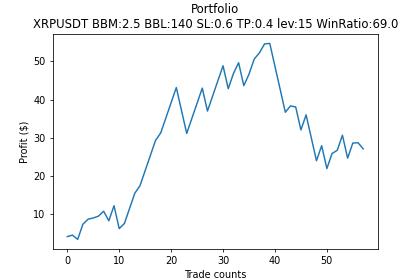 Portfolio
XRPUSDT BBM:2.5 BBL:140 SL:0.6 TP:0.4 lev:15 WinRatio:69.0
Profit ($)
50
40
30
20
10
0 10 20 30 40 50
Trade counts